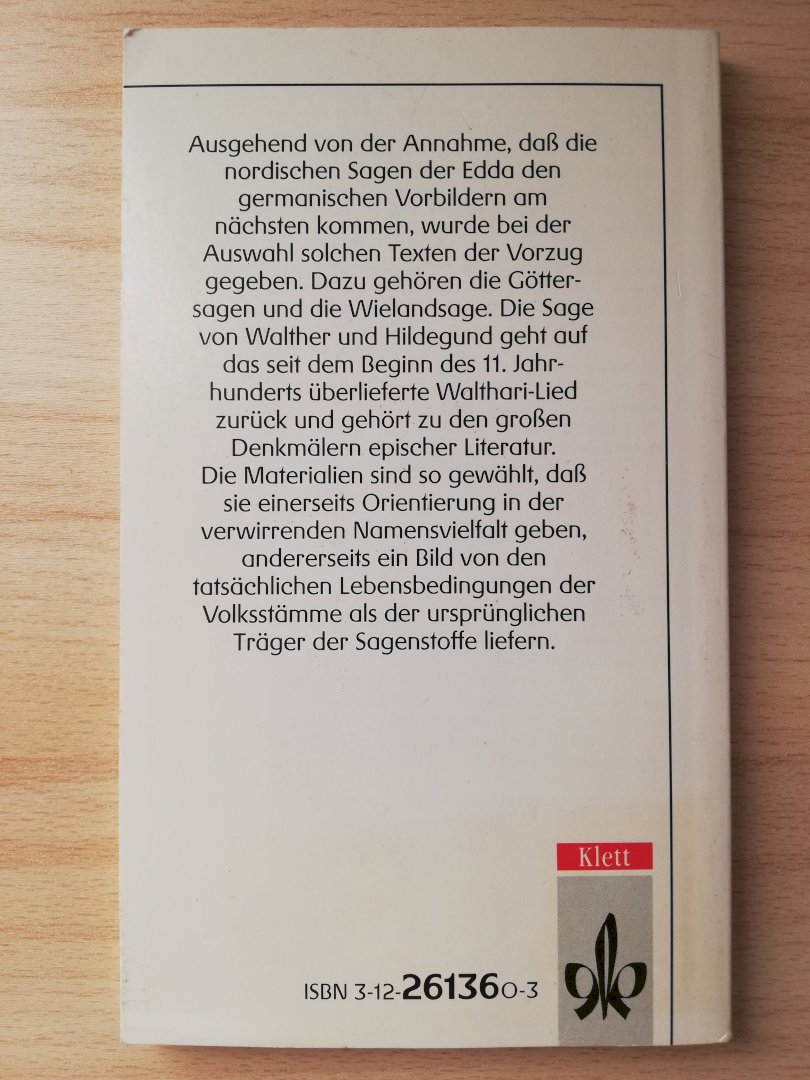 Ausgehend von der Annahme, daß die
nordischen Sagen der Edda den
germanischen Vorbildern am
nächsten kommen, wurde bei der
Auswahl solchen Texten der Vorzug
gegeben. Dazu gehören die Götter-
sagen und die Wielandsage. Die Sage
von Walther und Hildegund geht auf
das seit dem Beginn des 11. Jahr-
hunderts überlieferte Walthari-Lied
zurück und gehört zu den großen
Denkmälern epischer Literatur.
Die Materialien sind so gewählt, daß
sie einerseits Orientierung in der
verwirrenden Namensvielfalt geben,
andererseits ein Bild von den
tatsächlichen Lebensbedingungen der
Volksstämme als der ursprünglichen
Träger der Sagenstoffe liefern.
Klett
ISBN 3-12-261360-3